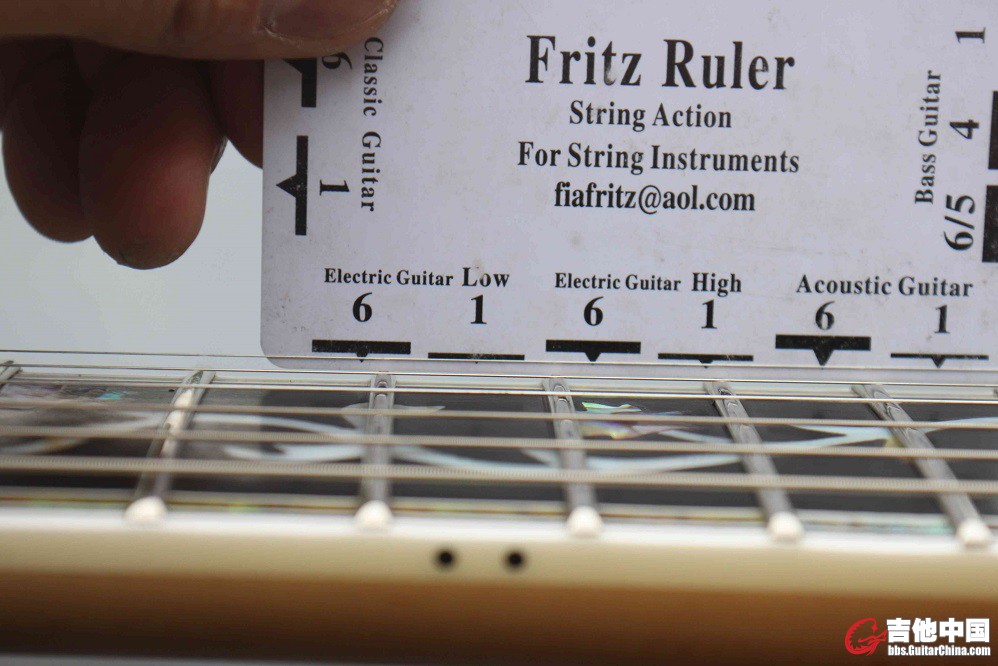 Fritz Ruler
String Action
For String Instruments
fiafritz@aol.com
Classic Guitar
6
1
Bass Guitar
1
4
6/5
Electric Guitar Low
6 1
Electric Guitar High
6 1
Acoustic Guitar
6 1
吉他中国
bbs.GuitarChina.com